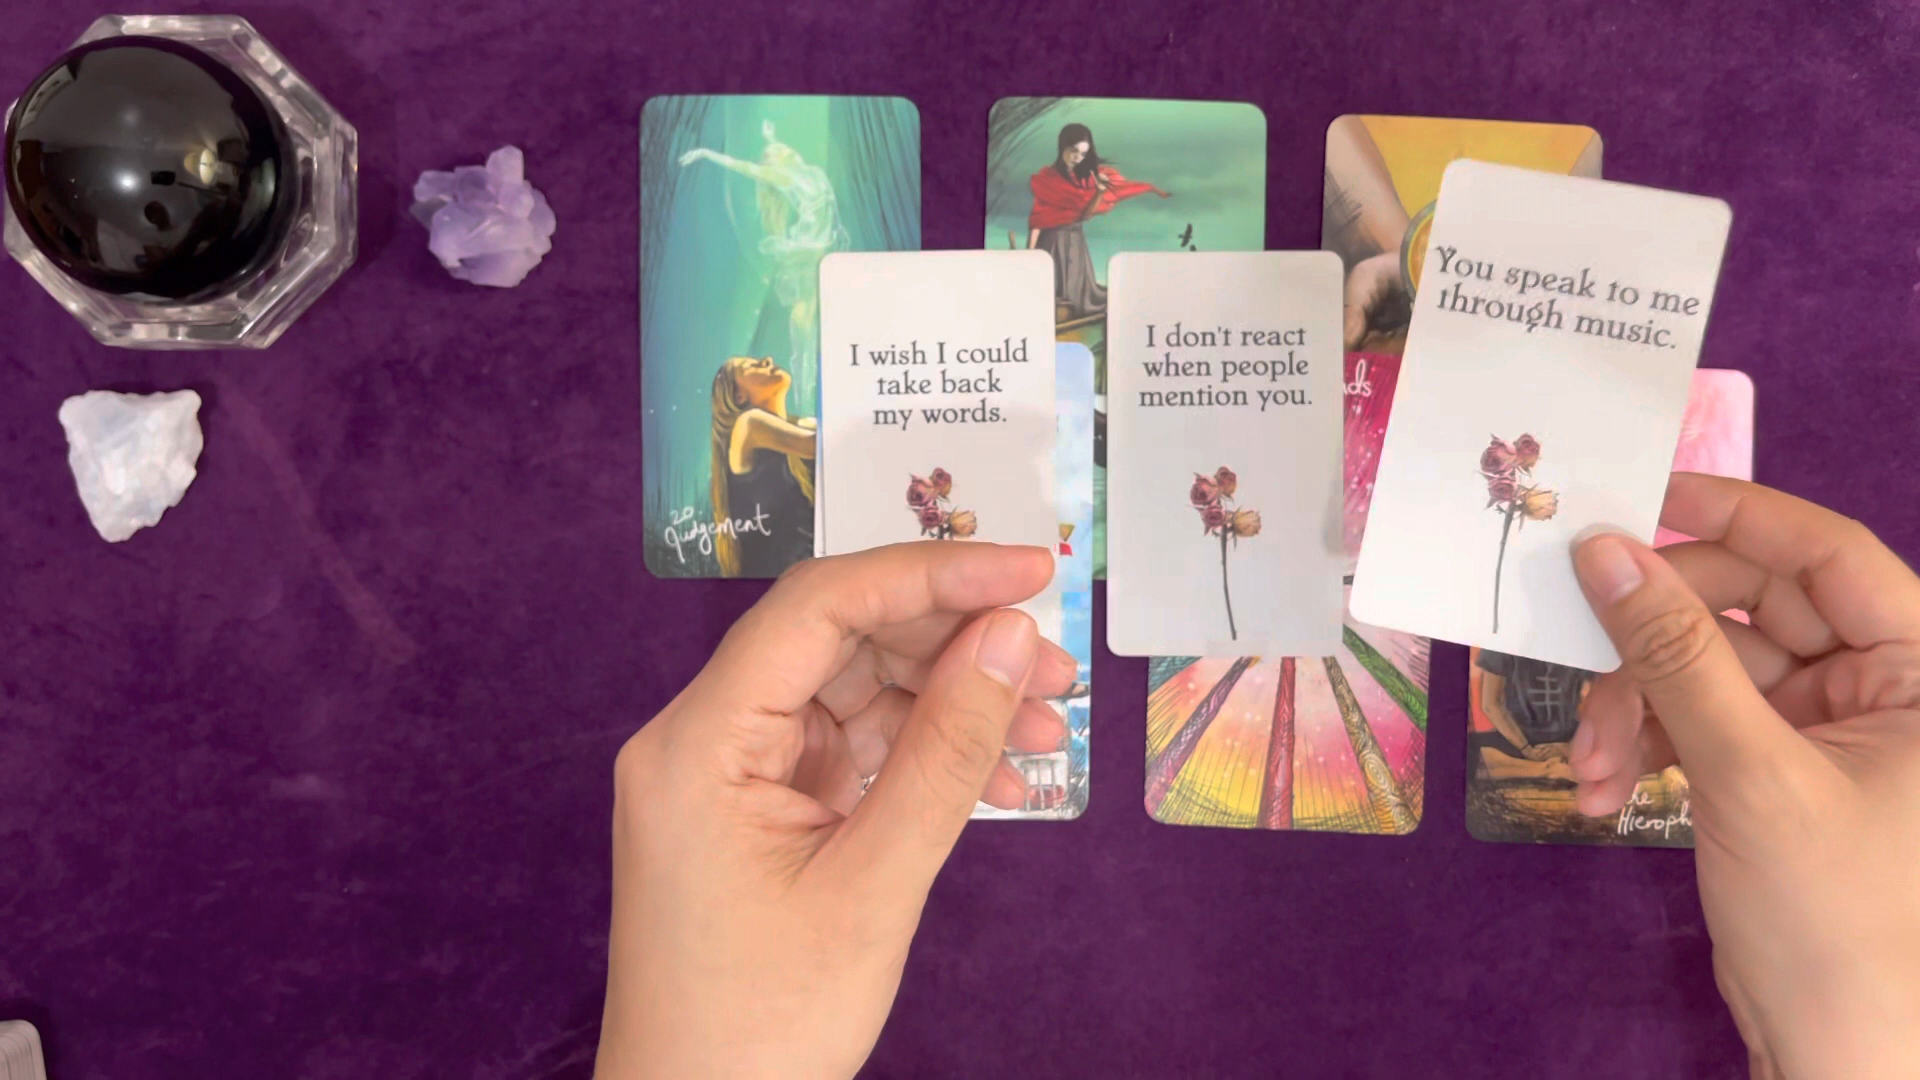 20
Judgement
I wish I could
take back
my words.
I don't react
when people
mention you.
You speak to me
through music.